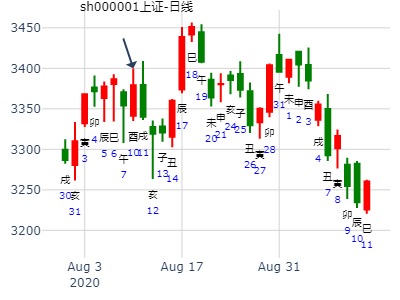 sh000001上证-日线
3450
3400
3350
3300
3250
3200
戌
30
亥
31
寅
3
卯
4
辰
5
巳
6
午
7
酉
10
戌
11
亥
12
子
13
丑
14
辰
17
巳
18
午
19
未
20
申
21
亥
24
子
25
丑
26
寅
27
卯
28
午
31
未
1
申
2
酉
3
戌
4
丑
7
寅
8
卯
9
辰
10
巳
11
Aug 3
2020
Aug 17
Aug 31